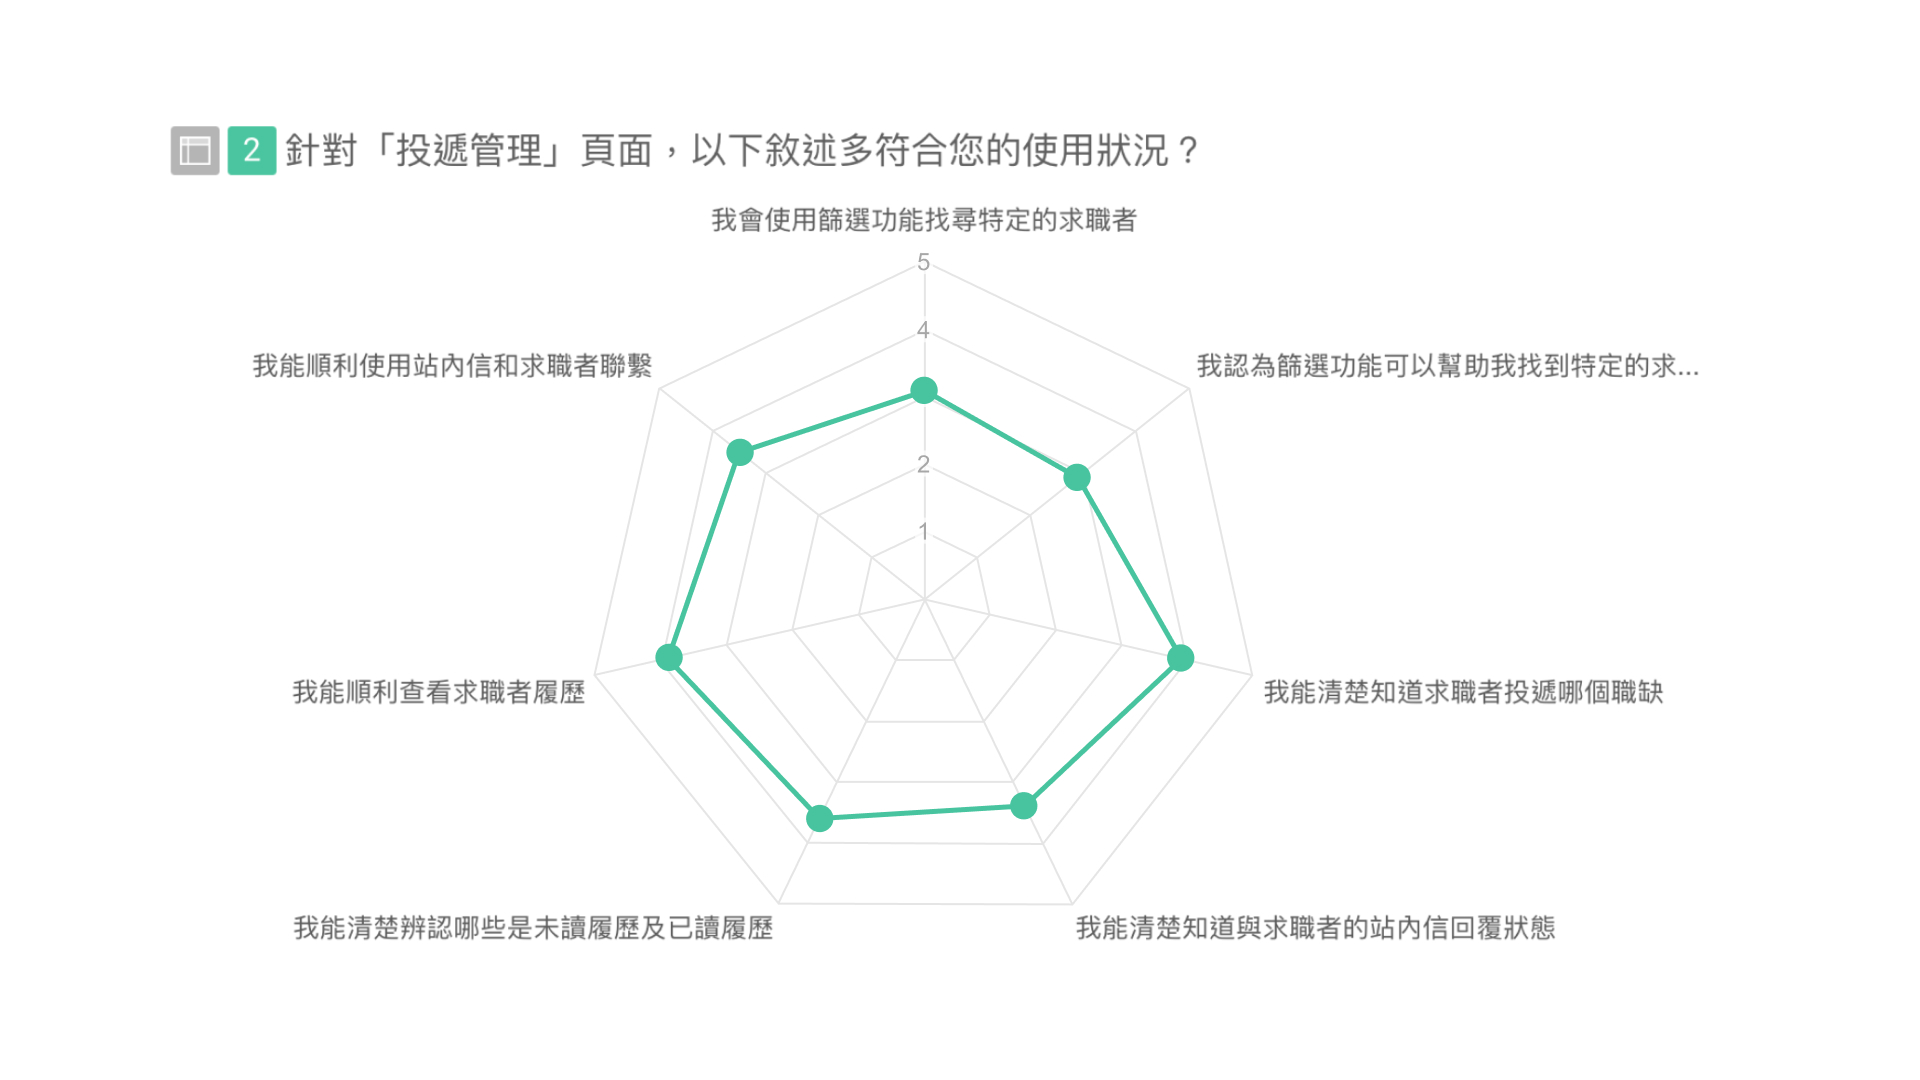 2 針對「投遞管理」頁面，以下敘述多符合您的使用狀況？
我會使用篩選功能找尋特定的求職者
5
4
我能順利使用站內信和求職者聯繫
我認為篩選功能可以幫助我找到特定的求...
2
1
我能順利查看求職者履歷
我能清楚知道求職者投遞哪個職缺
我能清楚辨認哪些是未讀履歷及已讀履歷
我能清楚知道與求職者的站內信回覆狀態